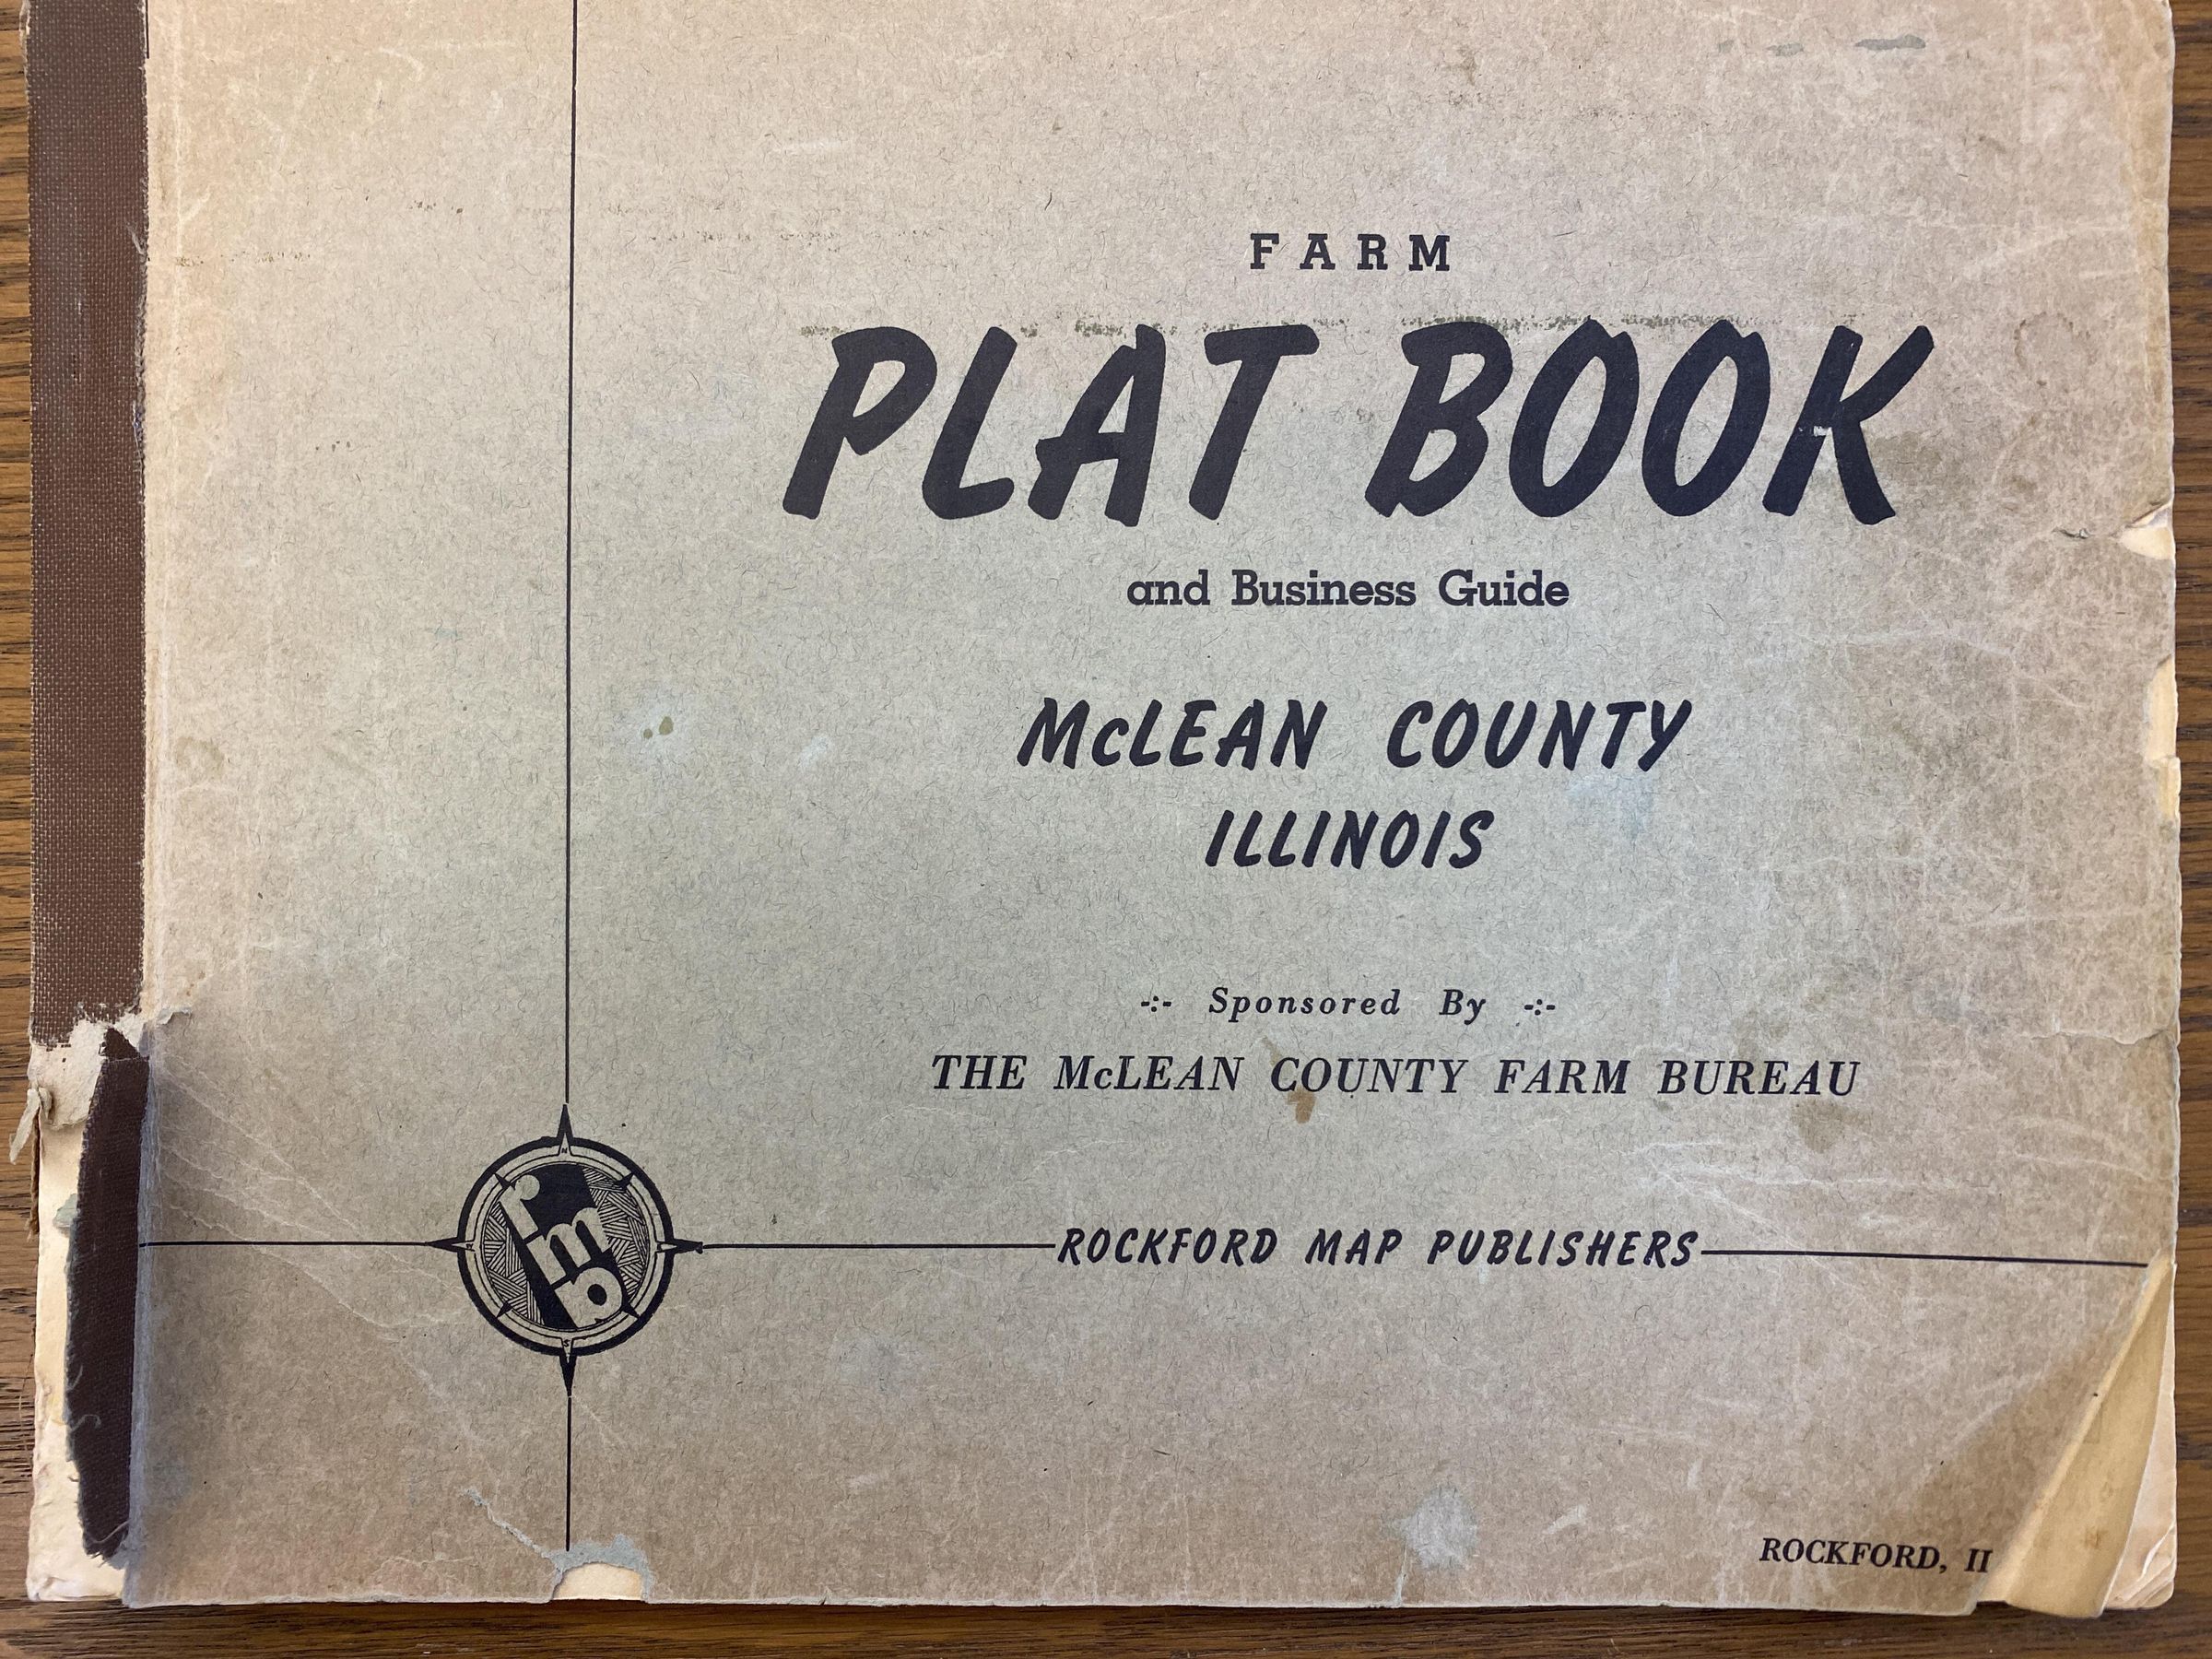 FARM
PLAT BOOK
and Business Guide
McLEAN COUNTY
ILLINOIS
-:- Sponsored By -:-
THE McLEAN COUNTY FARM BUREAU
N
rmp
S
ROCKFORD MAP PUBLISHERS
ROCKFORD,